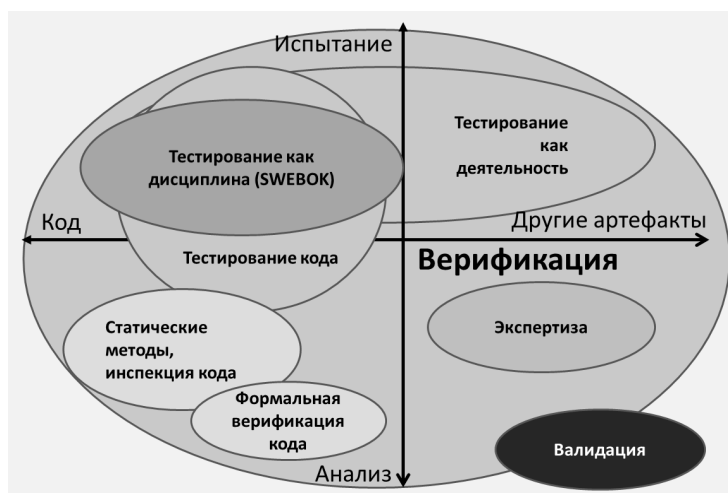 Испытание
Тестирование
как
деятельность
Тестирование как
дисциплина (SWEBOK)
Код
Другие артефакты
Тестирование кода
Верификация
Статические
методы,
инспекция кода
Экспертиза
Формальная
верификация
кода
Валидация
Анализ